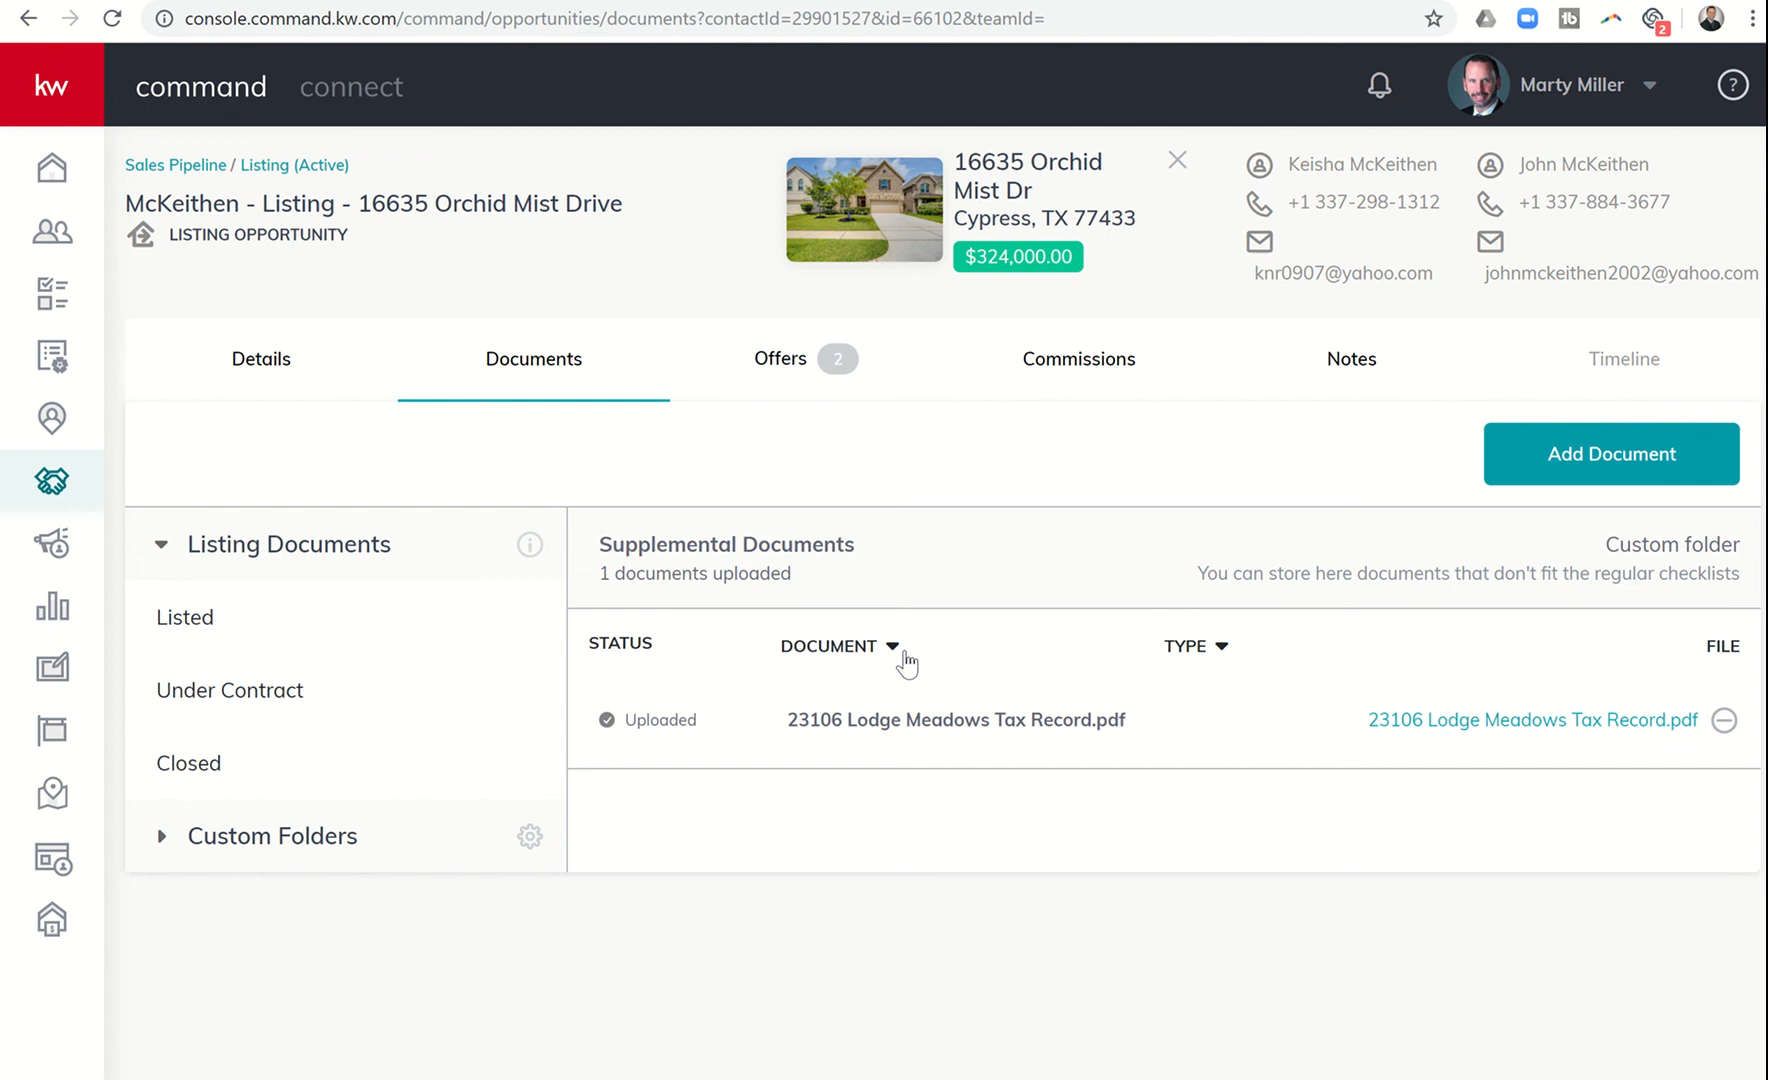 console.command.kw.com/command/opportunities/documents?contactId=29901527&id=66102&teamId=
2
kw
command
connect
Marty Miller
?
Sales Pipeline / Listing (Active)
McKeithen - Listing - 16635 Orchid Mist Drive
LISTING OPPORTUNITY
16635 Orchid
Mist Dr
Cypress, TX 77433
$324,000.00
Keisha McKeithen
+1 337-298-1312
knr0907@yahoo.com
John McKeithen
+1 337-884-3677
johnmckeithen2002@yahoo.com
Details
Documents
Offers 2
Commissions
Notes
Timeline
Add Document
Listing Documents
Listed
Under Contract
Closed
Custom Folders
Supplemental Documents
1 documents uploaded
Custom folder
You can store here documents that don't fit the regular checklists
STATUS
DOCUMENT
TYPE
FILE
Uploaded
23106 Lodge Meadows Tax Record.pdf
23106 Lodge Meadows Tax Record.pdf